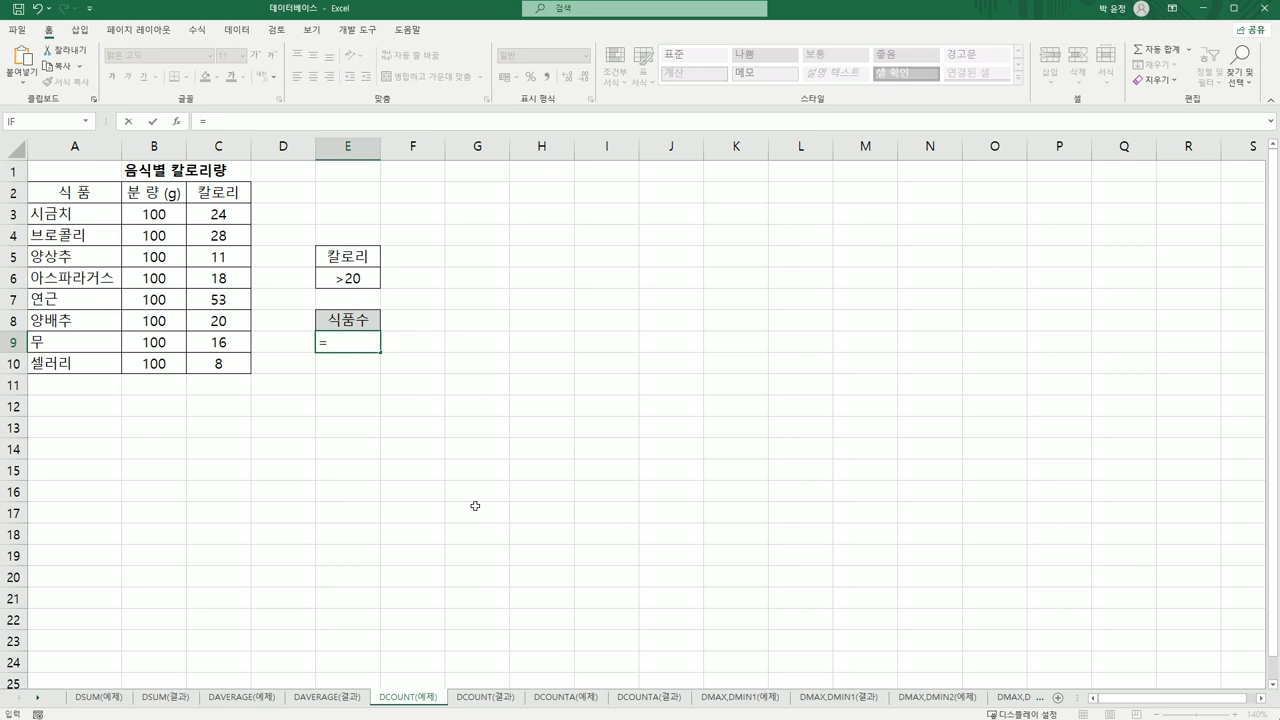 데이터베이스 - Excel
검색
박 윤정
파일 홈 삽입 페이지 레이아웃 수식 데이터 검토 보기 개발 도구 도움말
공유
붙여넣기
잘라내기
복사
서식 복사
클립보드
맑은 고딕 11
가 가 가
글꼴
자동 줄 바꿈
병합하고 가운데 맞춤
맞춤
일반
표시 형식
조건부 서식
표 서식
표준 나쁨 보통 좋음 경고문
계산 메모 설명 텍스트 셀 확인 연결된 셀
스타일
삽입 삭제 서식
셀
자동 합계
채우기
지우기
정렬 및 필터
찾기 및 선택
편집
IF =
A B C D E F G H I J K L M N O P Q R S
1 음식별 칼로리량
2 식 품 분 량 (g) 칼로리
3 시금치 100 24
4 브로콜리 100 28
5 양상추 100 11 칼로리
6 아스파라거스 100 18 >20
7 연근 100 53
8 양배추 100 20 식품수
9 무 100 16 =
10 셀러리 100 8
11
12
13
14
15
16
17
18
19
20
21
22
23
24
25
DSUM(예제) DSUM(결과) DAVERAGE(예제) DAVERAGE(결과) DCOUNT(예제) DCOUNT(결과) DCOUNTA(예제) DCOUNTA(결과) DMAX,DMIN1(예제) DMAX,DMIN1(결과) DMAX,DMIN2(예제) DMAX,D ...
입력 디스플레이 설정 140%